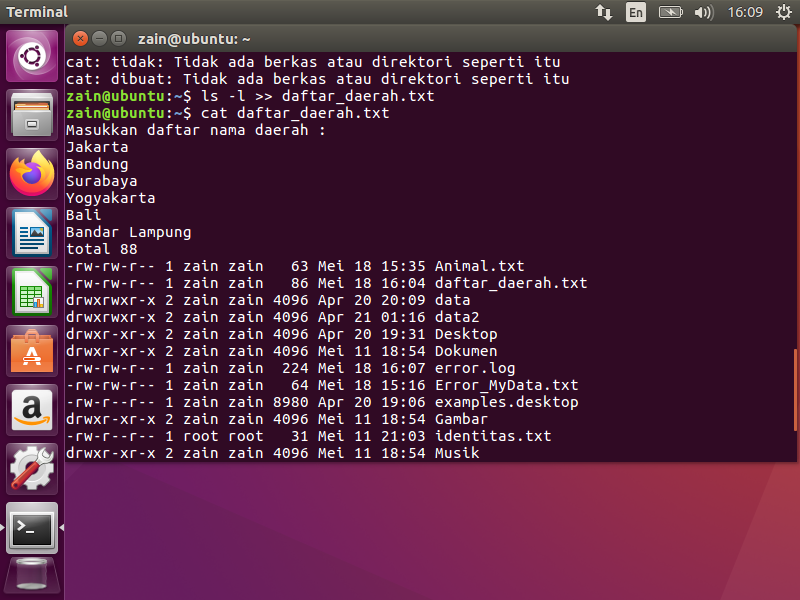 Terminal
En
16:09
zain@ubuntu: ~
cat: tidak: Tidak ada berkas atau direktori seperti itu
cat: dibuat: Tidak ada berkas atau direktori seperti itu
zain@ubuntu:~$ ls -l >> daftar_daerah.txt
zain@ubuntu:~$ cat daftar_daerah.txt
Masukkan daftar nama daerah :
Jakarta
Bandung
Surabaya
Yogyakarta
Bali
Bandar Lampung
total 88
-rw-rw-r-- 1 zain zain   63 Mei 18 15:35 Animal.txt
-rw-rw-r-- 1 zain zain   86 Mei 18 16:04 daftar_daerah.txt
drwxrwxr-x 2 zain zain 4096 Apr 20 20:09 data
drwxrwxr-x 2 zain zain 4096 Apr 21 01:16 data2
drwxr-xr-x 2 zain zain 4096 Apr 20 19:31 Desktop
drwxr-xr-x 2 zain zain 4096 Mei 11 18:54 Dokumen
-rw-rw-r-- 1 zain zain  224 Mei 18 16:07 error.log
-rw-rw-r-- 1 zain zain   64 Mei 18 15:16 Error_MyData.txt
-rw-r--r-- 1 zain zain 8980 Apr 20 19:06 examples.desktop
drwxr-xr-x 2 zain zain 4096 Mei 11 18:54 Gambar
-rw-r--r-- 1 root root   31 Mei 11 21:03 identitas.txt
drwxr-xr-x 2 zain zain 4096 Mei 11 18:54 Musik